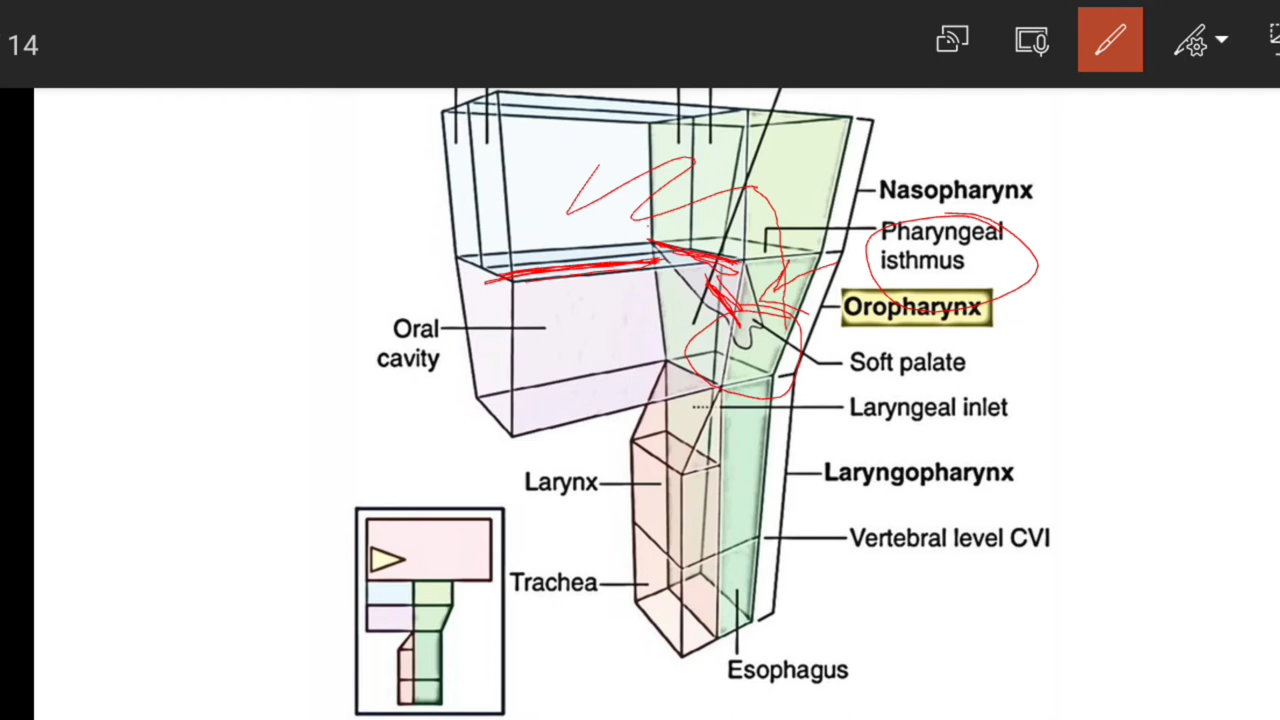 14
Nasopharynx
Pharyngeal
isthmus
Oropharynx
Oral
cavity
Soft palate
Laryngeal inlet
Laryngopharynx
Larynx
Vertebral level CVI
Trachea
Esophagus